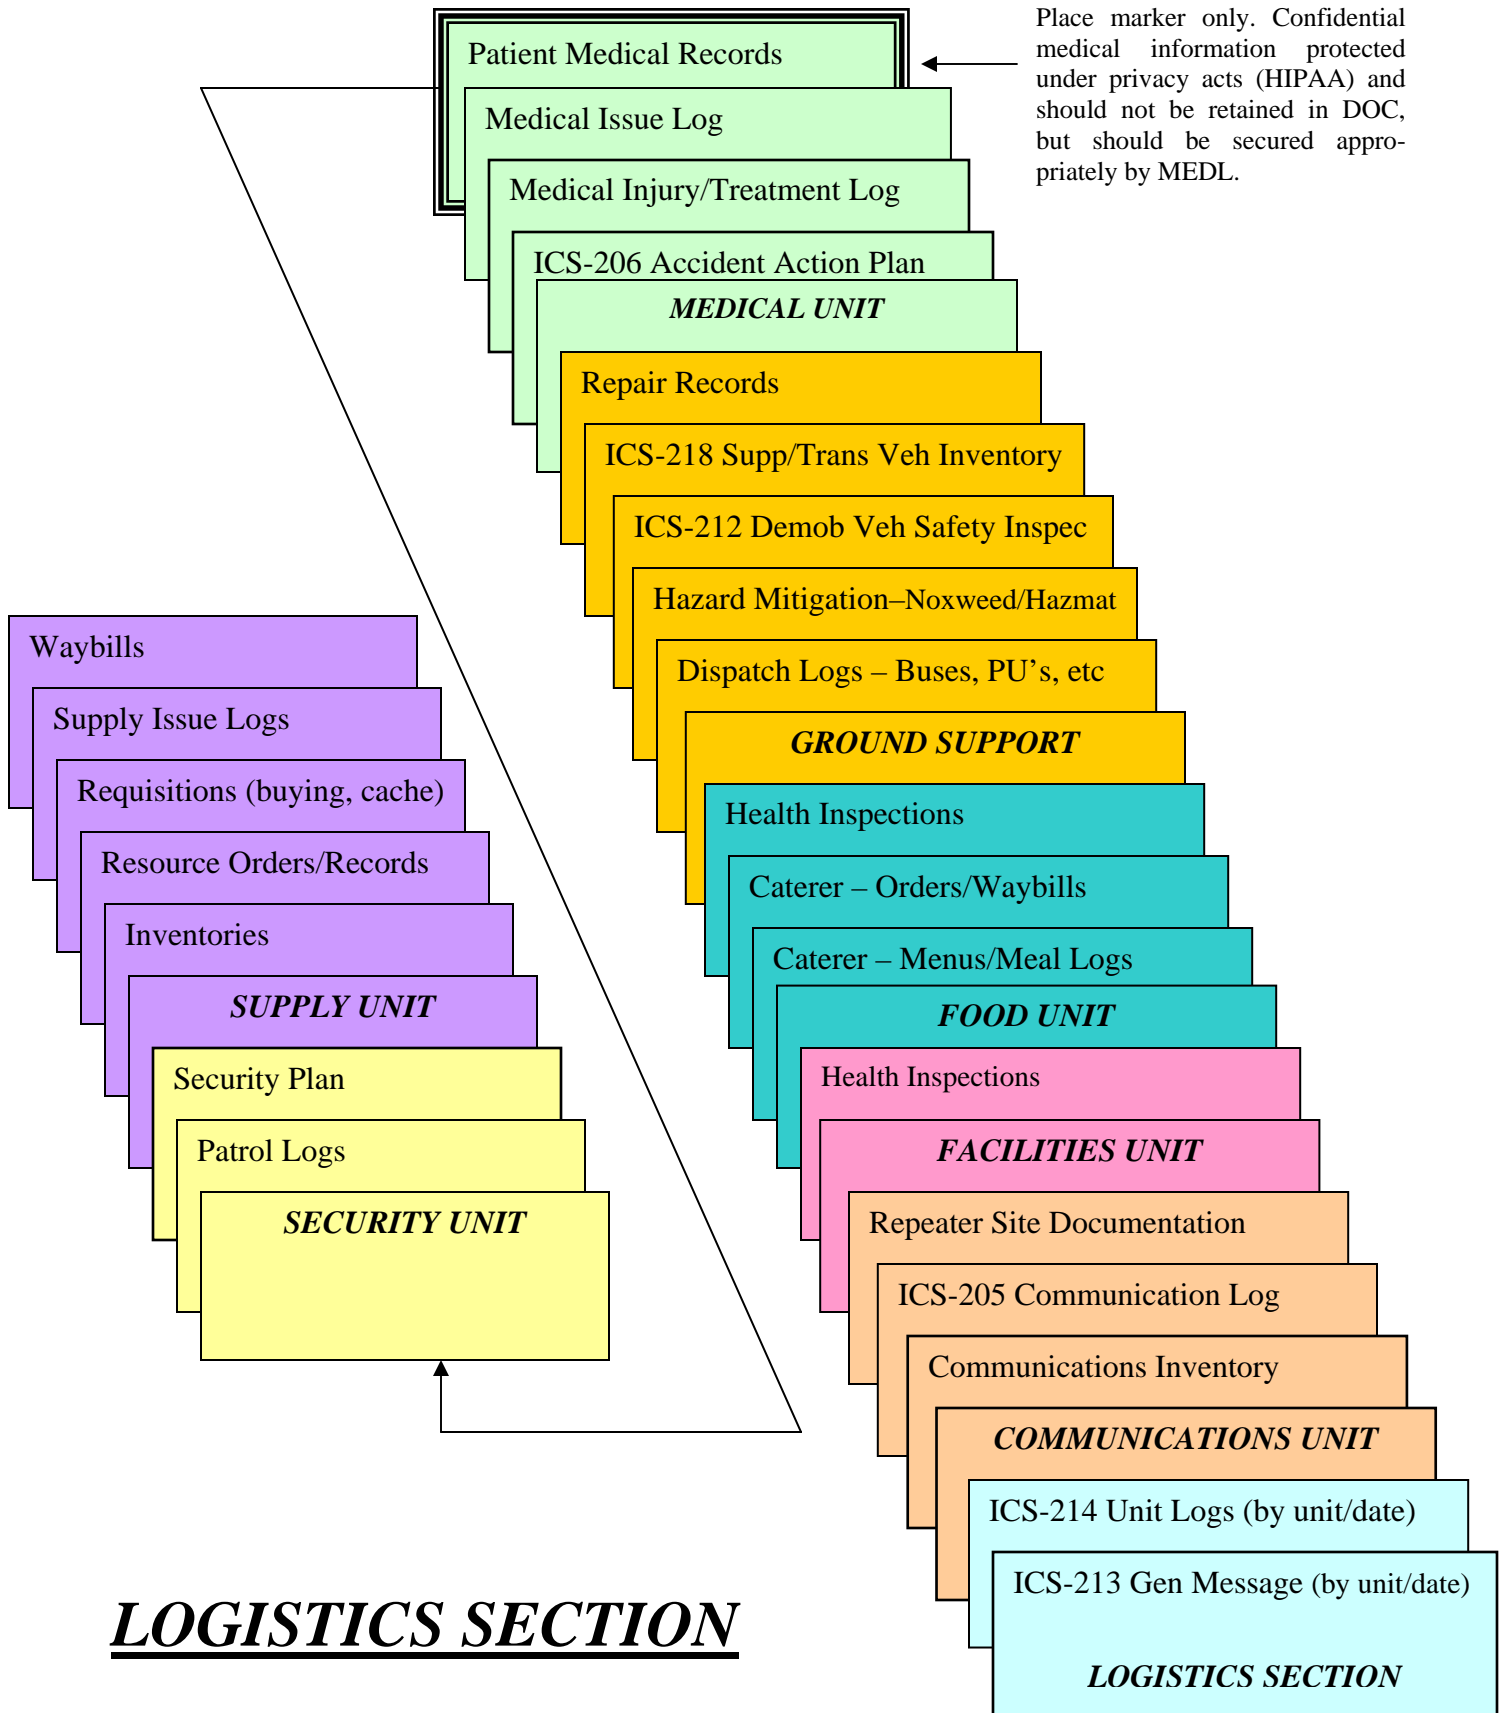 Patient Medical Records
Place marker only. Confidential
medical information protected
under privacy acts (HIPAA) and
should not be retained in DOC,
but should be secured appro-
priately by MEDL.
Medical Issue Log
Medical Injury/Treatment Log
ICS-206 Accident Action Plan
MEDICAL UNIT
Repair Records
ICS-218 Supp/Trans Veh Inventory
ICS-212 Demob Veh Safety Inspec
Hazard Mitigation–Noxweed/Hazmat
Dispatch Logs – Buses, PU’s, etc
GROUND SUPPORT
Health Inspections
Caterer – Orders/Waybills
Caterer – Menus/Meal Logs
FOOD UNIT
Health Inspections
FACILITIES UNIT
Repeater Site Documentation
ICS-205 Communication Log
Communications Inventory
COMMUNICATIONS UNIT
ICS-214 Unit Logs (by unit/date)
ICS-213 Gen Message (by unit/date)
LOGISTICS SECTION
Waybills
Supply Issue Logs
Requisitions (buying, cache)
Resource Orders/Records
Inventories
SUPPLY UNIT
Security Plan
Patrol Logs
SECURITY UNIT
LOGISTICS SECTION